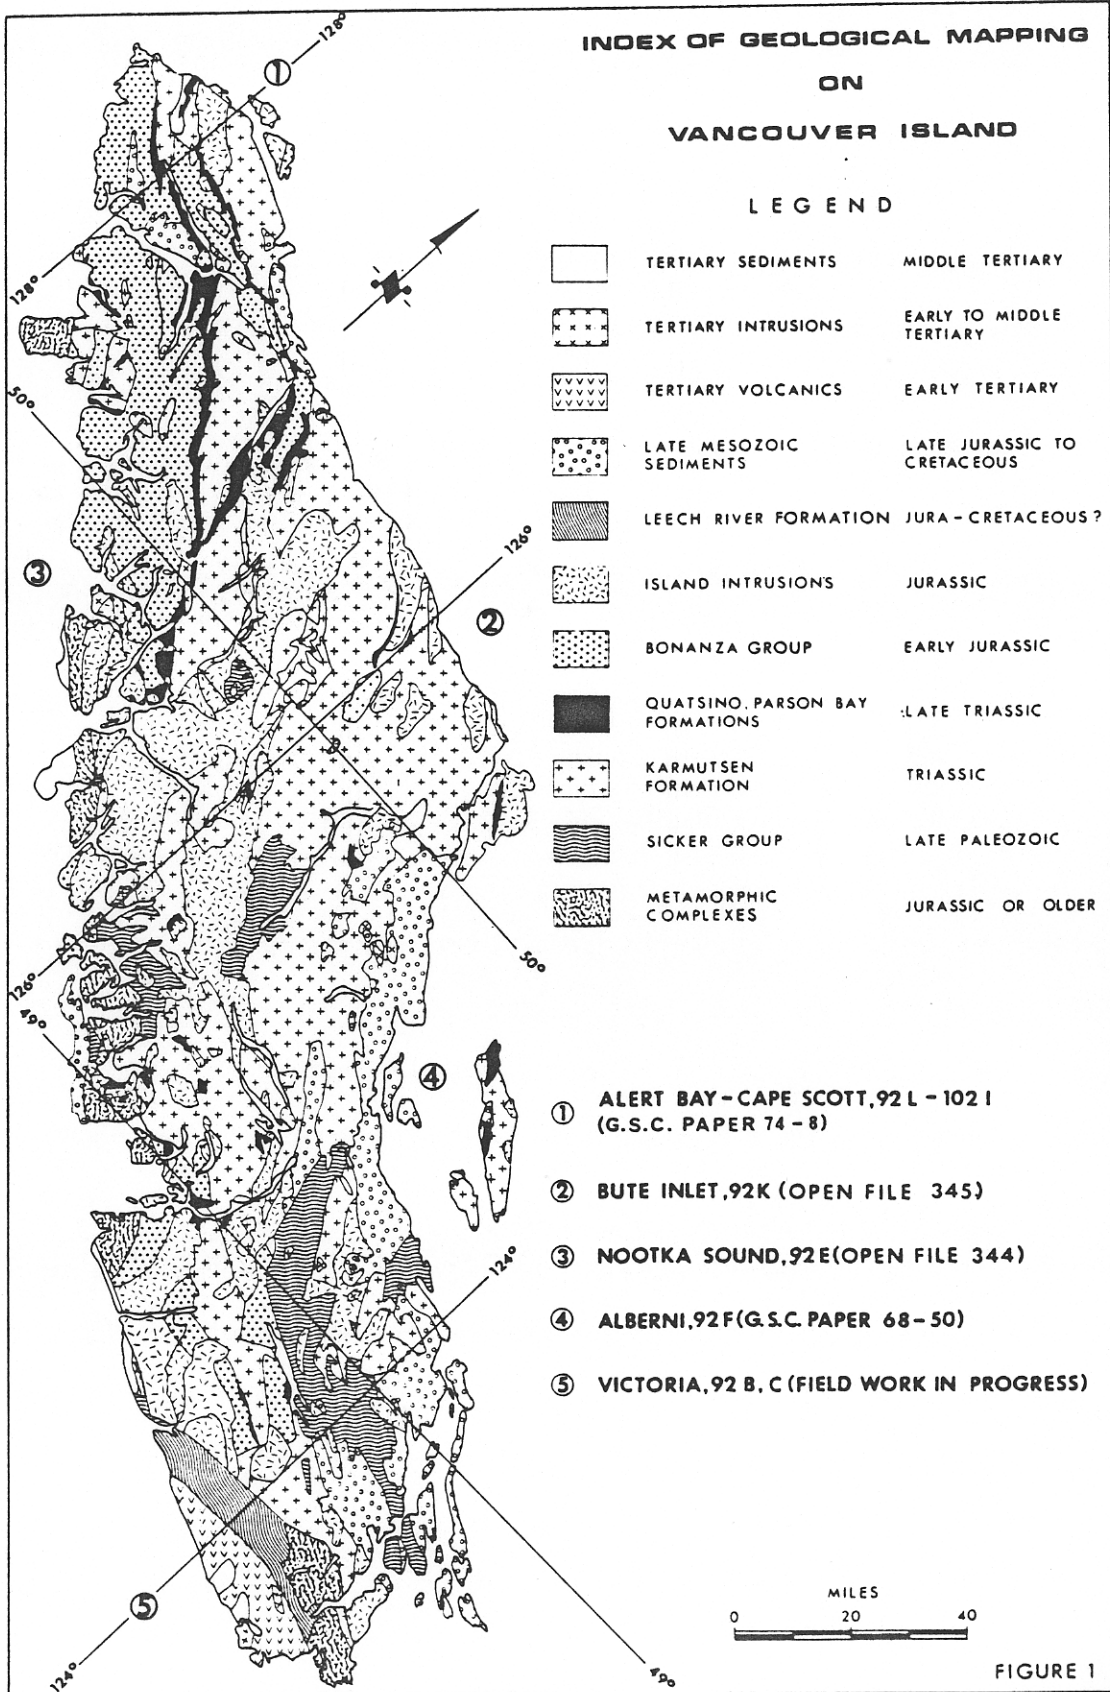 INDEX OF GEOLOGICAL MAPPING
ON
VANCOUVER ISLAND
LEGEND
TERTIARY SEDIMENTS MIDDLE TERTIARY
TERTIARY INTRUSIONS EARLY TO MIDDLE
TERTIARY
TERTIARY VOLCANICS EARLY TERTIARY
LATE MESOZOIC LATE JURASSIC TO
SEDIMENTS CRETACEOUS
LEECH RIVER FORMATION JURA-CRETACEOUS?
ISLAND INTRUSIONS JURASSIC
BONANZA GROUP EARLY JURASSIC
QUATSINO, PARSON BAY LATE TRIASSIC
FORMATIONS
KARMUTSEN TRIASSIC
FORMATION
SICKER GROUP LATE PALEOZOIC
METAMORPHIC JURASSIC OR OLDER
COMPLEXES
① ALERT BAY-CAPE SCOTT, 92 L-102 I
(G.S.C. PAPER 74-8)
② BUTE INLET, 92K (OPEN FILE 345)
③ NOOTKA SOUND, 92 E (OPEN FILE 344)
④ ALBERNI, 92 F (G.S.C. PAPER 68-50)
⑤ VICTORIA, 92 B, C (FIELD WORK IN PROGRESS)
MILES
0 20 40
FIGURE 1
128°
①
128°
50°
③
126°
②
50°
126°
49°
④
124°
⑤
124°
49°